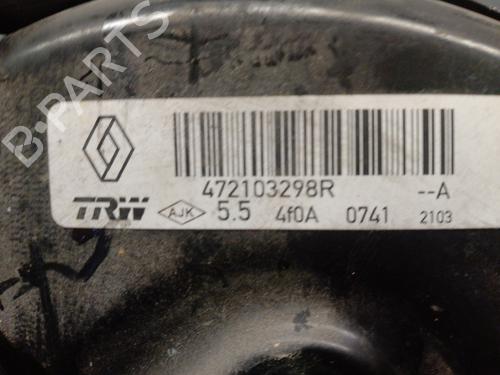 B-PARTS
472103298R --A
TRW AJK 5.5 4f0A 0741 2103